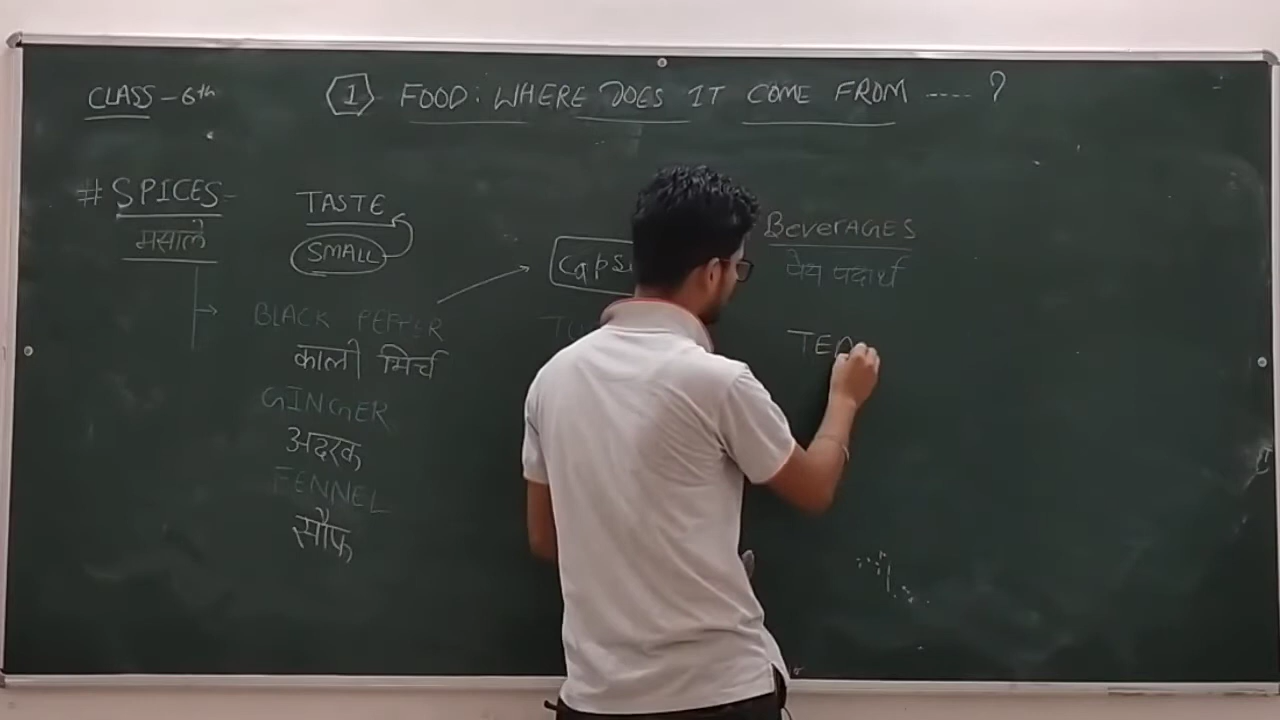 CLASS - 6th
① FOOD: WHERE DOES IT COME FROM ---- ?
# SPICES -
मसाले
TASTE
SMALL
BLACK PEPPER
काली मिर्च
GINGER
अदरक
FENNEL
सौफ
BeveRAGES
पेय पदार्थ
TEA